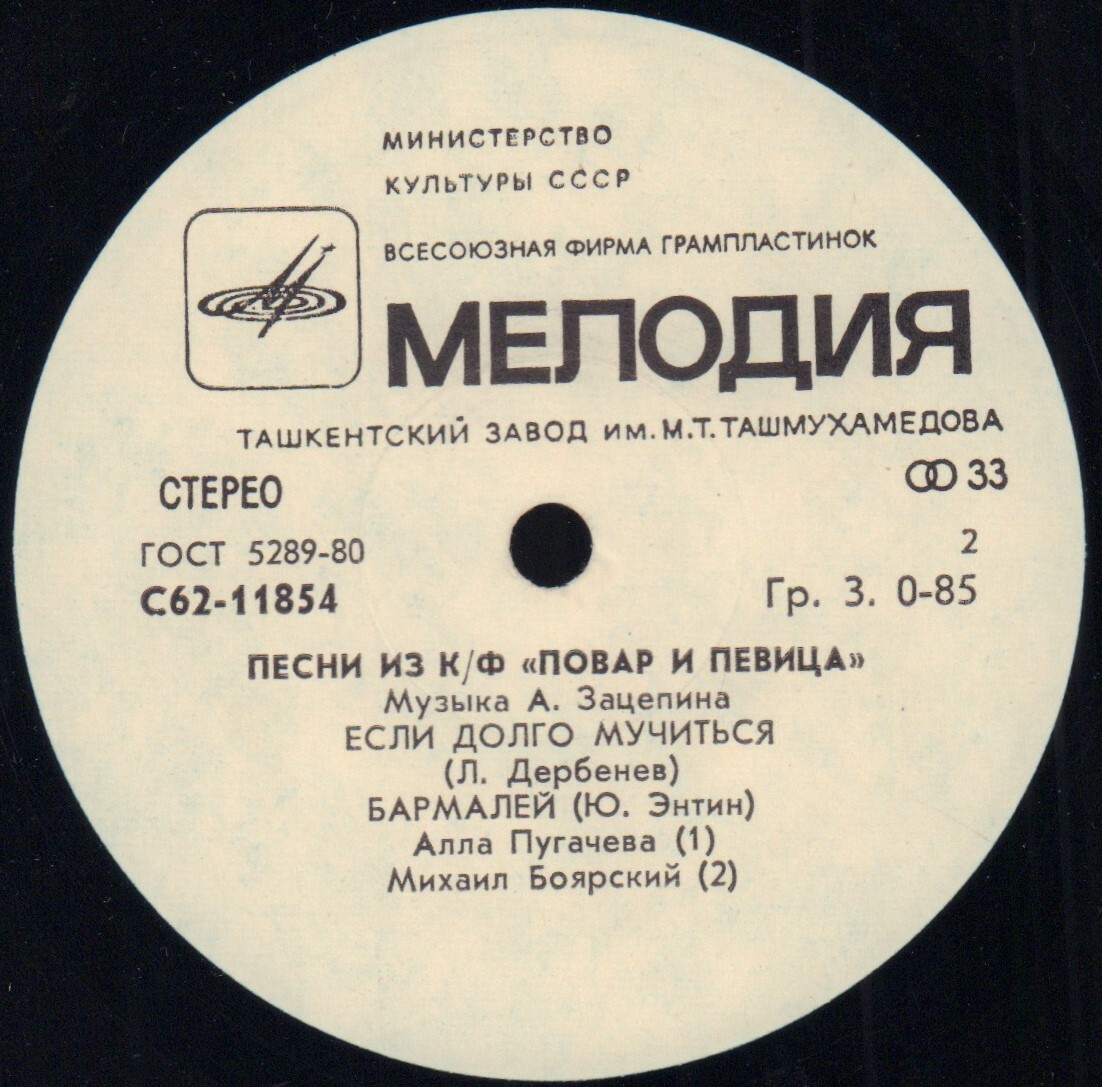 МИНИСТЕРСТВО
КУЛЬТУРЫ СССР
ВСЕСОЮЗНАЯ ФИРМА ГРАМПЛАСТИНОК
МЕЛОДИЯ
ТАШКЕНТСКИЙ ЗАВОД ИМ. М.Т. ТАШМУХАМЕДОВА
СТЕРЕО 33
ГОСТ 5289-80 2
С62-11854 Гр. 3. 0-85
ПЕСНИ ИЗ К/Ф «ПОВАР И ПЕВИЦА»
Музыка А. Зацепина
ЕСЛИ ДОЛГО МУЧИТЬСЯ
(Л. Дербенев)
БАРМАЛЕЙ (Ю. Энтин)
Алла Пугачева (1)
Михаил Боярский (2)